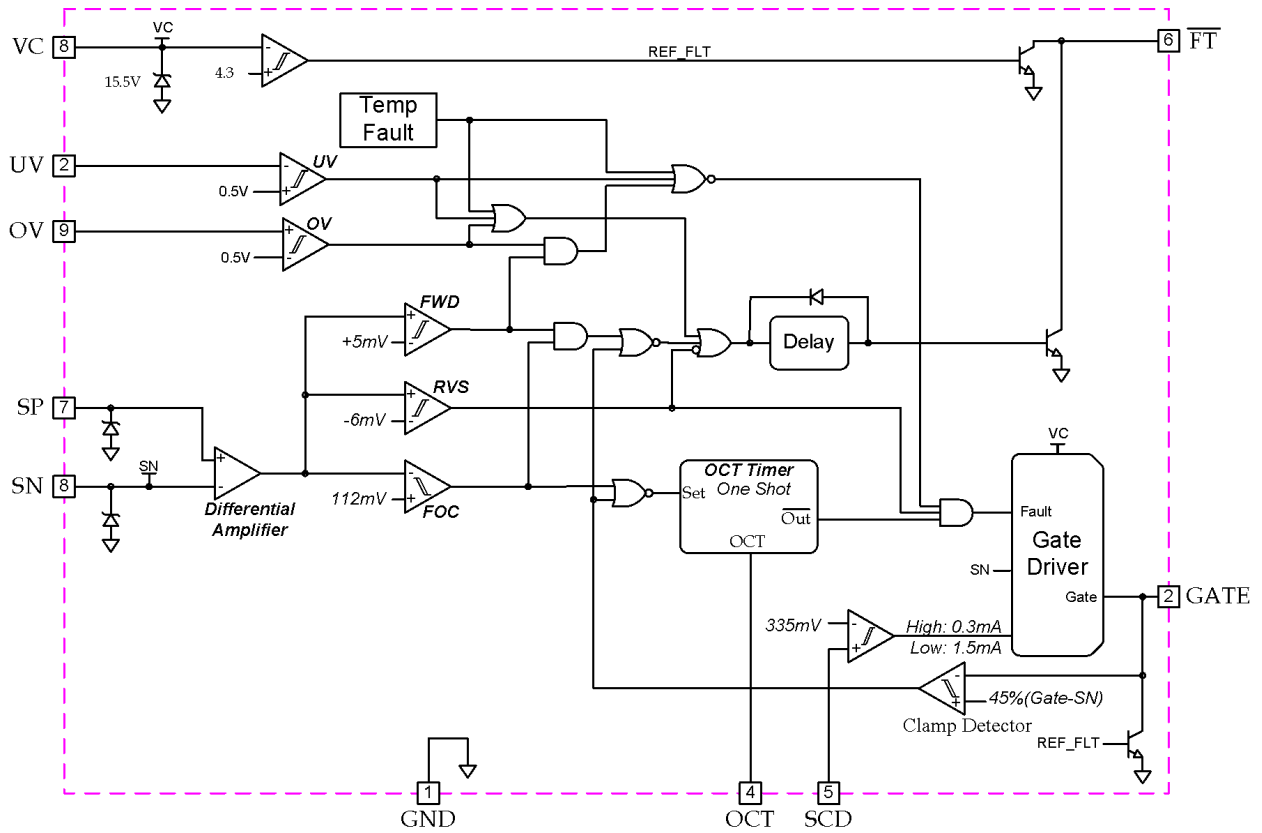 VC
8
VC
15.5V
-
4.3
+
REF_FLT
6
FT
Temp
Fault
UV
2
-
UV
0.5V
+
OV
9
+
OV
0.5V
-
FWD
+
+5mV
-
Delay
RVS
+
-6mV
-
SP
7
SN
8
SN
+
-
Differential
Amplifier
-
112mV
+
FOC
OCT Timer
One Shot
Set
Out
OCT
VC
Fault
Gate
Driver
SN
Gate
2
GATE
335mV
-
+
High: 0.3mA
Low: 1.5mA
-
+
45%(Gate-SN)
Clamp Detector
REF_FLT
1
GND
4
OCT
5
SCD